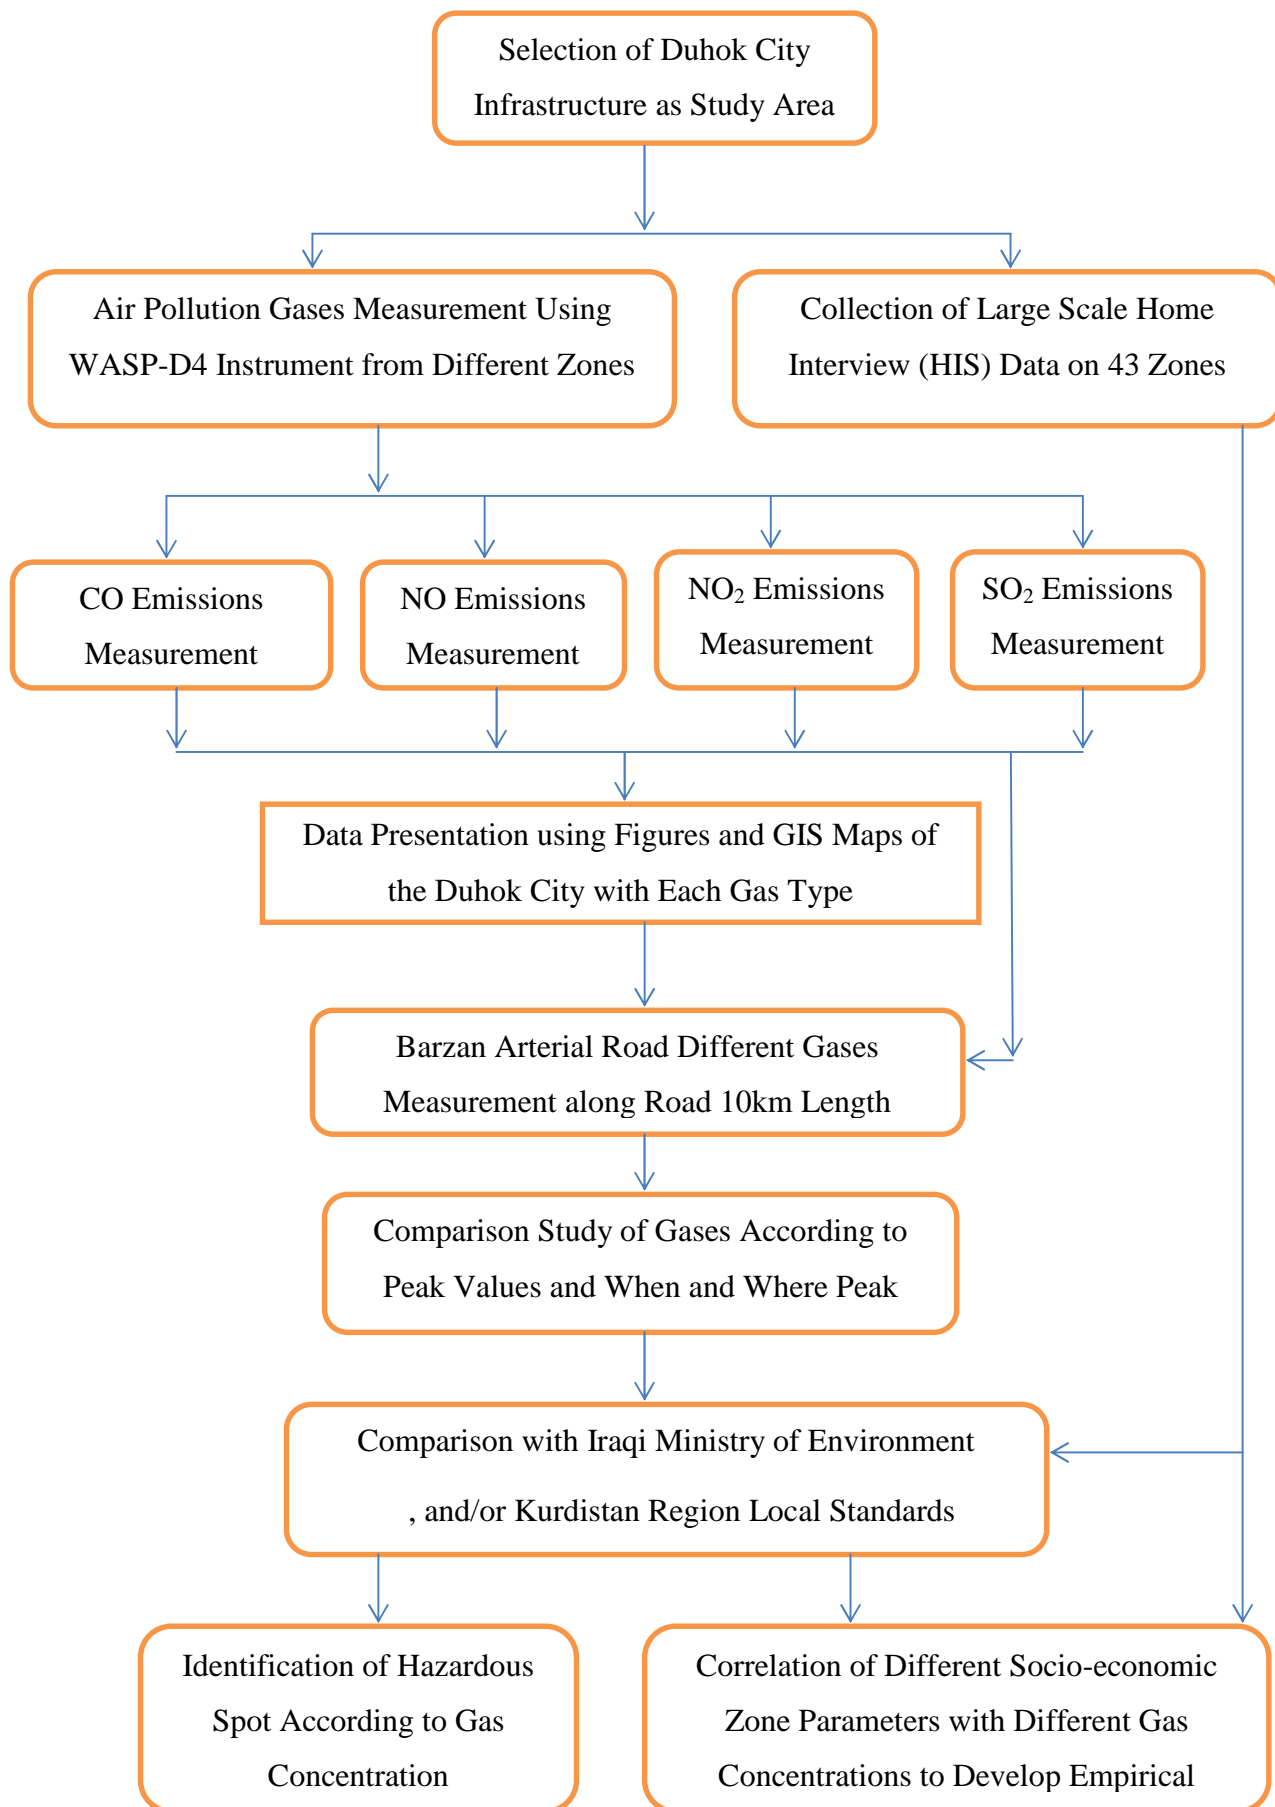 Selection of Duhok City
Infrastructure as Study Area
Air Pollution Gases Measurement Using
WASP-D4 Instrument from Different Zones
Collection of Large Scale Home
Interview (HIS) Data on 43 Zones
CO Emissions
Measurement
NO Emissions
Measurement
NO₂ Emissions
Measurement
SO₂ Emissions
Measurement
Data Presentation using Figures and GIS Maps of
the Duhok City with Each Gas Type
Barzan Arterial Road Different Gases
Measurement along Road 10km Length
Comparison Study of Gases According to
Peak Values and When and Where Peak
Comparison with Iraqi Ministry of Environment
, and/or Kurdistan Region Local Standards
Identification of Hazardous
Spot According to Gas
Concentration
Correlation of Different Socio-economic
Zone Parameters with Different Gas
Concentrations to Develop Empirical